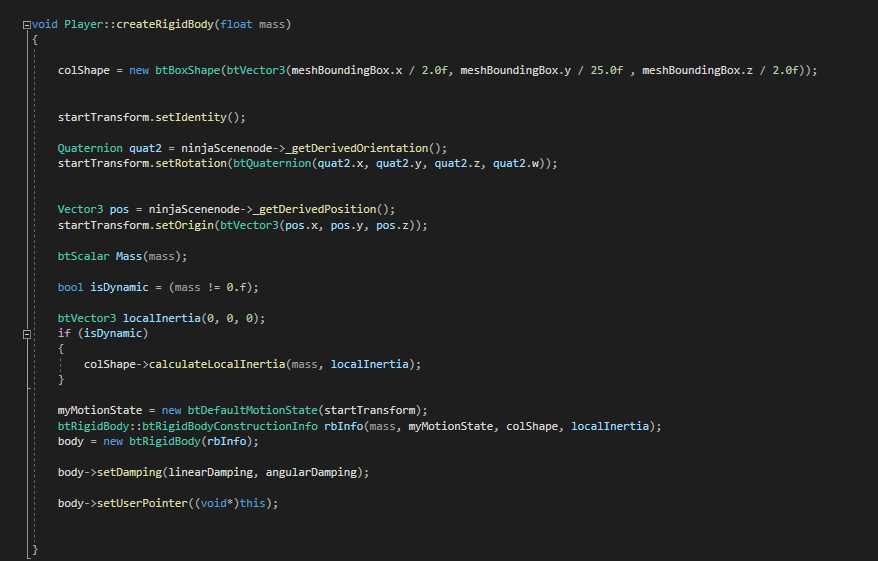 void Player::createRigidBody(float mass)
{
colShape = new btBoxShape(btVector3(meshBoundingBox.x / 2.0f, meshBoundingBox.y / 25.0f , meshBoundingBox.z / 2.0f));
startTransform.setIdentity();
Quaternion quat2 = ninjaScenenode->_getDerivedOrientation();
startTransform.setRotation(btQuaternion(quat2.x, quat2.y, quat2.z, quat2.w));
Vector3 pos = ninjaScenenode->_getDerivedPosition();
startTransform.setOrigin(btVector3(pos.x, pos.y, pos.z));
btScalar Mass(mass);
bool isDynamic = (mass != 0.f);
btVector3 localInertia(0, 0, 0);
if (isDynamic)
{
colShape->calculateLocalInertia(mass, localInertia);
}
myMotionState = new btDefaultMotionState(startTransform);
btRigidBody::btRigidBodyConstructionInfo rbInfo(mass, myMotionState, colShape, localInertia);
body = new btRigidBody(rbInfo);
body->setDamping(linearDamping, angularDamping);
body->setUserPointer((void*)this);
}